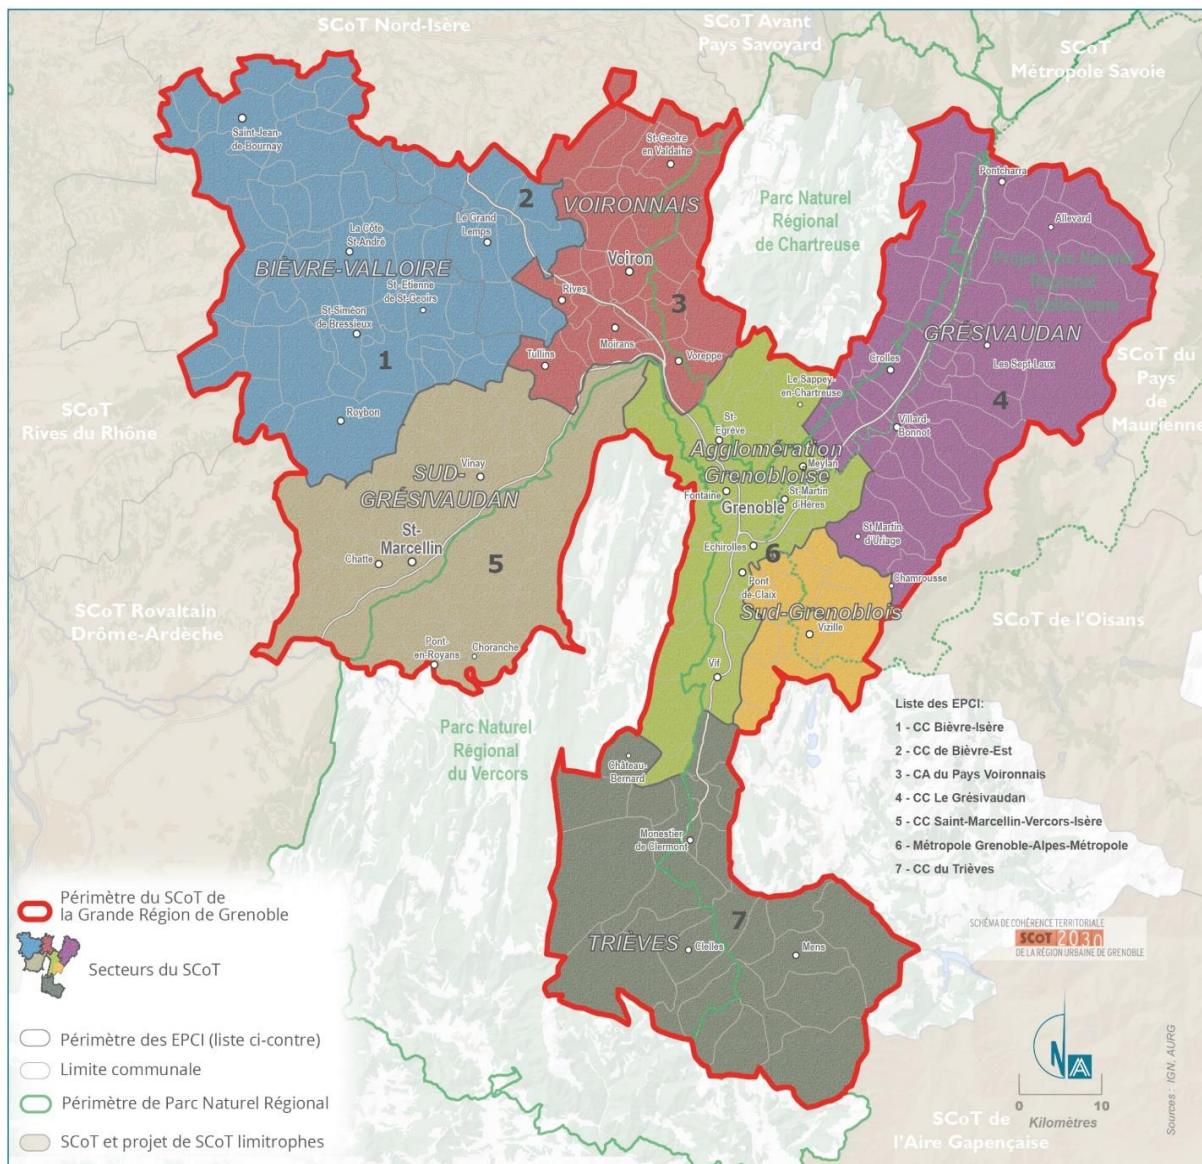 SCoT Nord-Isère
SCoT Avant
Pays Savoyard
SCoT
Métropole Savoie
Saint-Jean-
de-Bournay
St-Geoire
en Valdaine
2
VOIRONNAIS
Pontcharra
Parc Naturel
Régional
de Chartreuse
Allevard
La Côte
St-André
Le Grand
Lemps
BIÈVRE-VALLOIRE
Voiron
Projet Parc Naturel
Régional
de Belledonne
St-Etienne
de St-Geoirs
Rives
3
GRÉSIVAUDAN
St-Siméon
de Bressieux
Moirans
1
Tullins
Voreppe
Crolles
Les Sept-Laux
SCoT du
Pays
de
Maurienne
Le-Sappey-
en-Chartreuse
4
SCoT
Rives du Rhône
Roybon
St-
Egrève
Villard-
Bonnot
Agglomération
Grenobloise
Vinay
Meylan
SUD-
GRÉSIVAUDAN
Fontaine
St-Martin
d'Hères
Grenoble
St-
Marcellin
St-Martin
d'Uriage
Chatte
5
Echirolles
6
Pont
de-Claix
Chamrousse
SCoT Rovaltain
Drôme-Ardèche
Sud-Grenoblois
SCoT de l'Oisans
Vizille
Pont-
en-Royans
Choranche
Vif
Parc Naturel
Régional
du Vercors
Liste des EPCI:
1 - CC Bièvre-Isère
2 - CC de Bièvre-Est
3 - CA du Pays Voironnais
4 - CC Le Grésivaudan
5 - CC Saint-Marcellin-Vercors-Isère
6 - Métropole Grenoble-Alpes-Métropole
7 - CC du Trièves
Château-
Bernard
Monestier
de Clermont
7
TRIÈVES
Clelles
Mens
Périmètre du SCoT de
la Grande Région de Grenoble
Secteurs du SCoT
Périmètre des EPCI (liste ci-contre)
Limite communale
Périmètre de Parc Naturel Régional
SCoT et projet de SCoT limitrophes
SCHÉMA DE COHÉRENCE TERRITORIALE
SCoT 2030
DE LA RÉGION URBAINE DE GRENOBLE
N
0 10
Kilomètres
Sources : IGN, AURG
SCoT de
l'Aire Gapençaise